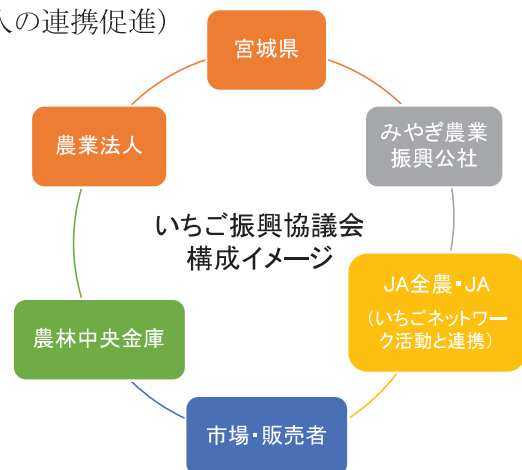 人の連携促進）
宮城県
農業法人
みやぎ農業
振興公社
いちご振興協議会
構成イメージ
JA全農・JA
（いちごネットワー
ク活動と連携）
農林中央金庫
市場・販売者